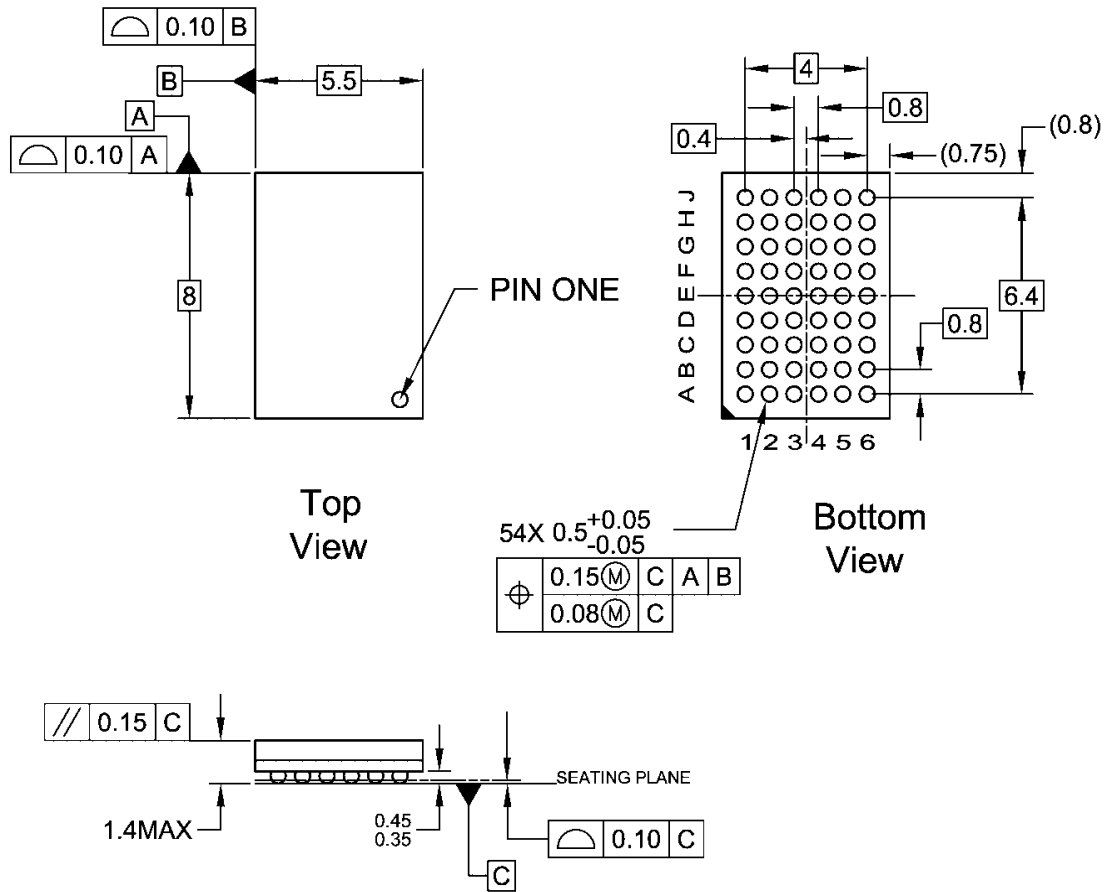 0.10 B
B
5.5
A
0.10 A
8
PIN ONE
Top
View
4
0.8
0.4
(0.75)
(0.8)
J
H
G
F
E
D
C
B
A
6.4
0.8
1 2 3 4 5 6
54X 0.5 +0.05
-0.05
0.15Ⓜ C A B
0.08Ⓜ C
Bottom
View
// 0.15 C
SEATING PLANE
1.4MAX
0.45
0.35
0.10 C
C